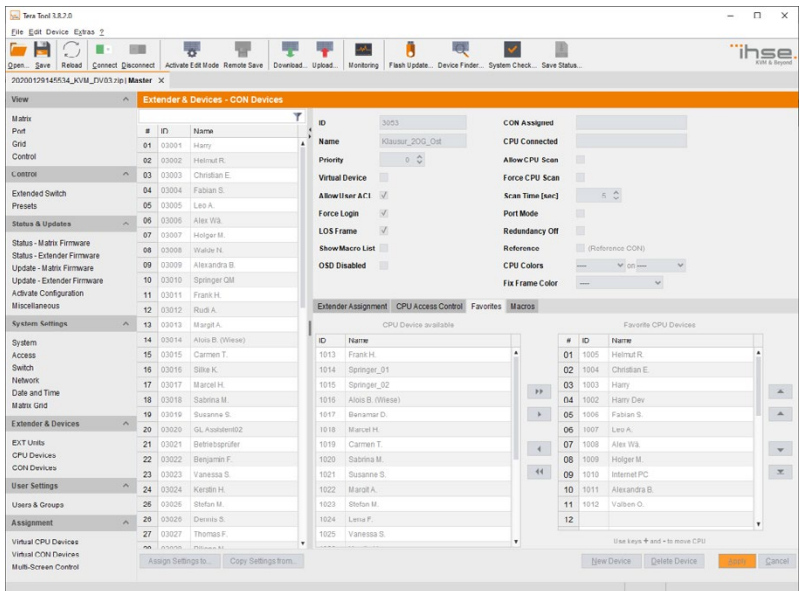 Tera Tool 3.8.2.0
File Edit Device Extras ?
Open... Save Reload Connect Disconnect Activate Edit Mode Remote Save Download... Upload... Monitoring Flash Update... Device Finder... System Check... Save Status...
ihse.
KVM & Beyond
20200129145534_KVM_DV03.zip | Master
View
Matrix
Port
Grid
Control
Control
Extended Switch
Presets
Status & Updates
Status - Matrix Firmware
Status - Extender Firmware
Update - Matrix Firmware
Update - Extender Firmware
Activate Configuration
Miscellaneous
System Settings
System
Access
Switch
Network
Date and Time
Matrix Grid
Extender & Devices
EXT Units
CPU Devices
CON Devices
User Settings
Users & Groups
Assignment
Virtual CPU Devices
Virtual CON Devices
Multi-Screen Control
Extender & Devices - CON Devices
# ID Name
01 03001 Harry
02 03002 Helmut R.
03 03003 Christian E.
04 03004 Fabian S.
05 03005 Leo A.
06 03006 Alex Wä.
07 03007 Holger M.
08 03008 Walde N.
09 03009 Alexandra B.
10 03010 Springer QM
11 03011 Frank H.
12 03012 Rudi A.
13 03013 Margit A.
14 03014 Alois B. (Wiese)
15 03015 Carmen T.
16 03016 Silke K.
17 03017 Marcel H.
18 03018 Sabrina M.
19 03019 Susanne S.
20 03020 GL Assistent02
21 03021 Betriebsprüfer
22 03022 Benjamin F.
23 03023 Vanessa S.
24 03024 Kerstin H.
25 03025 Stefan M.
26 03026 Dennis S.
27 03027 Thomas F.
Assign Settings to... Copy Settings from...
ID 3053
Name Klausur_2OG_Ost
Priority 0
Virtual Device
Allow User ACL
Force Login
LOS Frame
Show Macro List
OSD Disabled
CON Assigned
CPU Connected
Allow CPU Scan
Force CPU Scan
Scan Time [sec] 5
Port Mode
Redundancy Off
Reference (Reference CON)
CPU Colors ---- on ----
Fix Frame Color ----
Extender Assignment CPU Access Control Favorites Macros
CPU Device available
ID Name
1013 Frank H.
1014 Springer_01
1015 Springer_02
1016 Alois B. (Wiese)
1017 Benamar D.
1018 Marcel H.
1019 Carmen T.
1020 Sabrina M.
1021 Susanne S.
1022 Margit A.
1023 Stefan M.
1024 Lena F.
1025 Vanessa S.
Favorite CPU Devices
# ID Name
01 1005 Helmut R.
02 1004 Christian E.
03 1003 Harry
04 1002 Harry Dev
05 1006 Fabian S.
06 1007 Leo A.
07 1008 Alex Wä.
08 1009 Holger M.
09 1010 Internet PC
10 1011 Alexandra B.
11 1012 Valben O.
12
Use keys + and - to move CPU
New Device Delete Device Apply Cancel